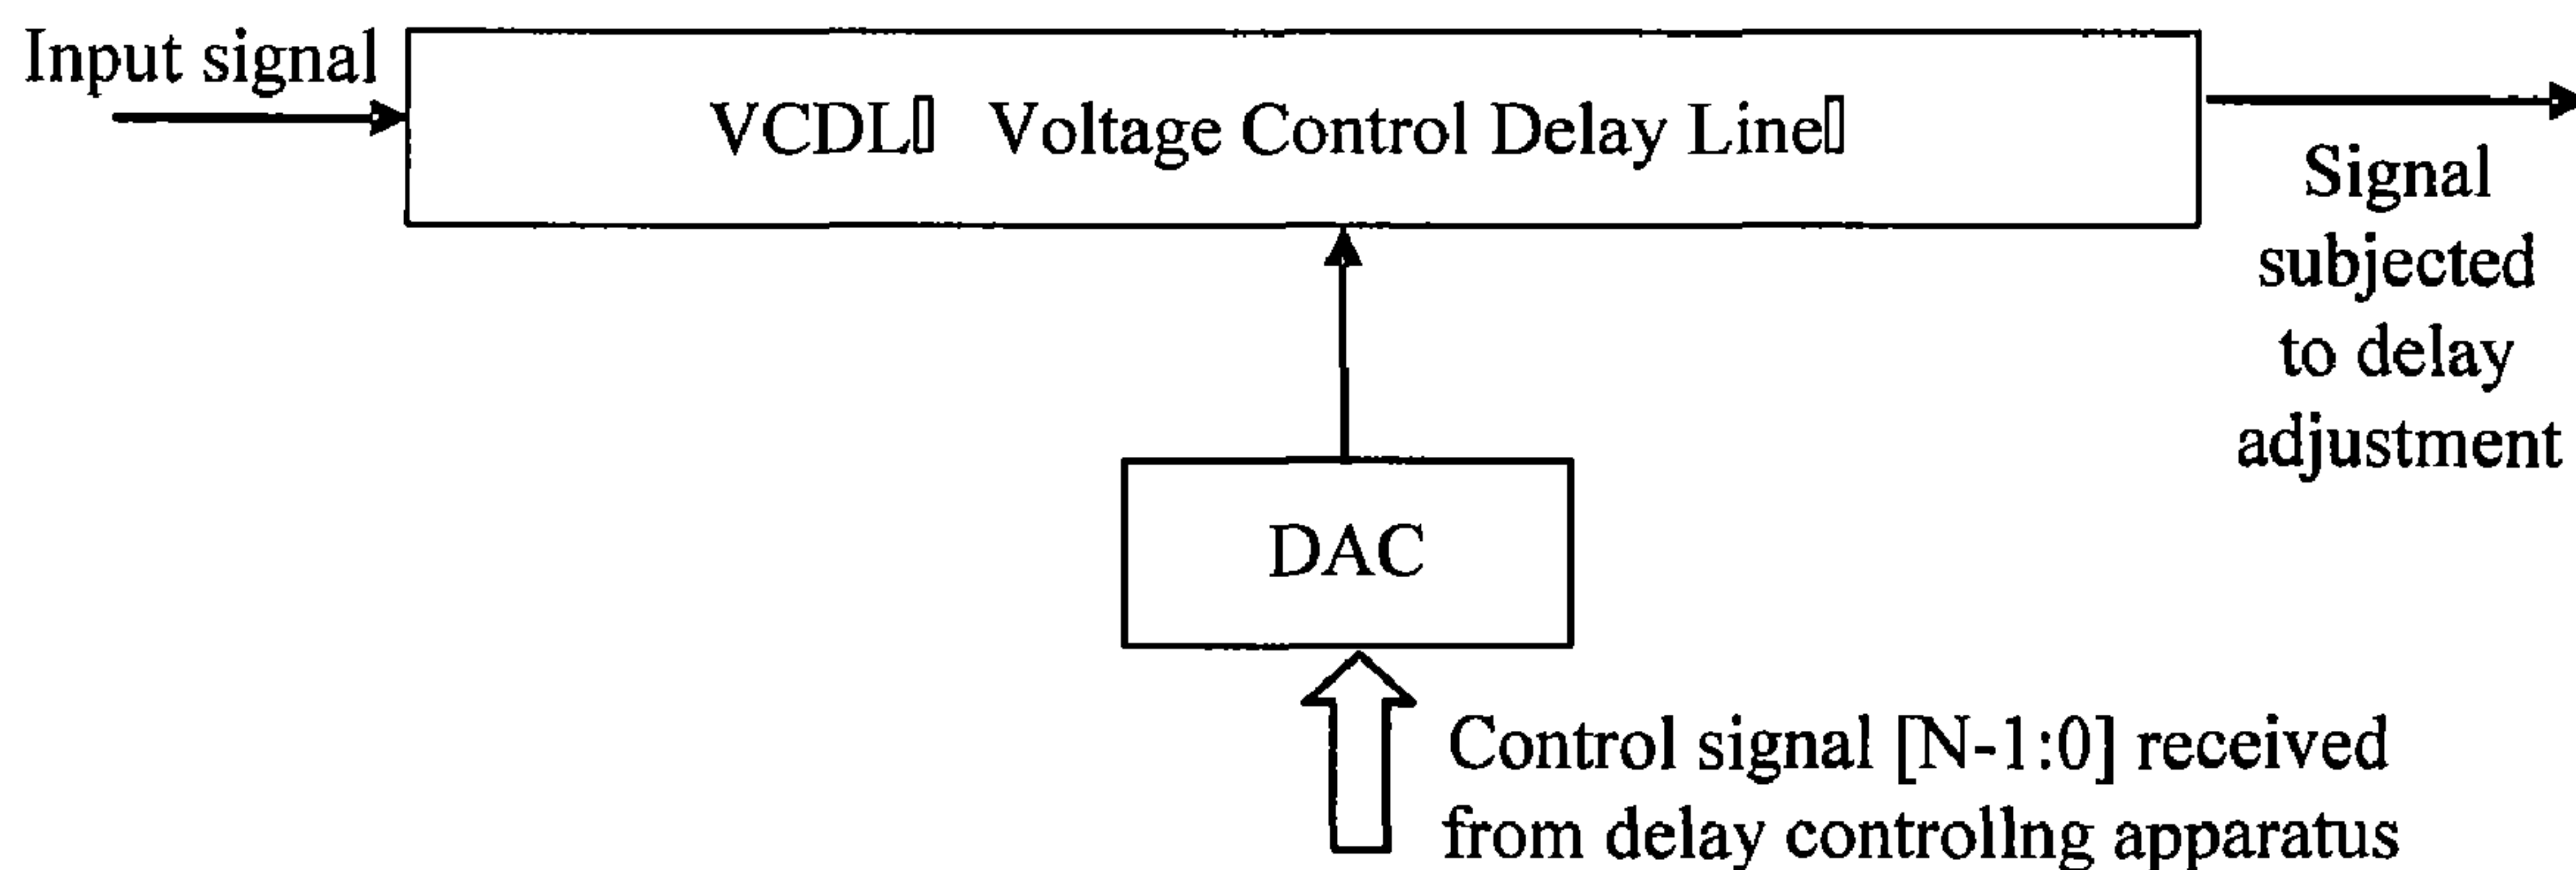 Input signal
VCDL▯ Voltage Control Delay Line▯
Signal
subjected
to delay
adjustment
DAC
Control signal [N-1:0] received
from delay controllng apparatus